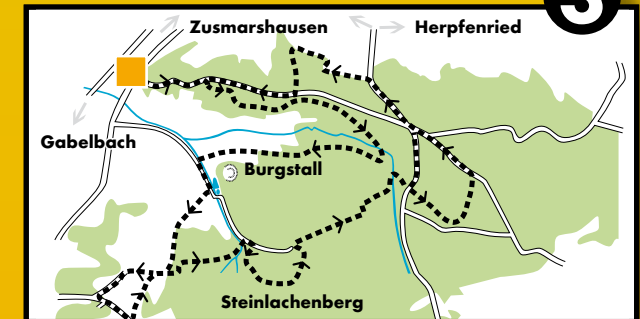 Zusmarshausen
Herpfenried
Gabelbach
Burgstall
Steinlachenberg